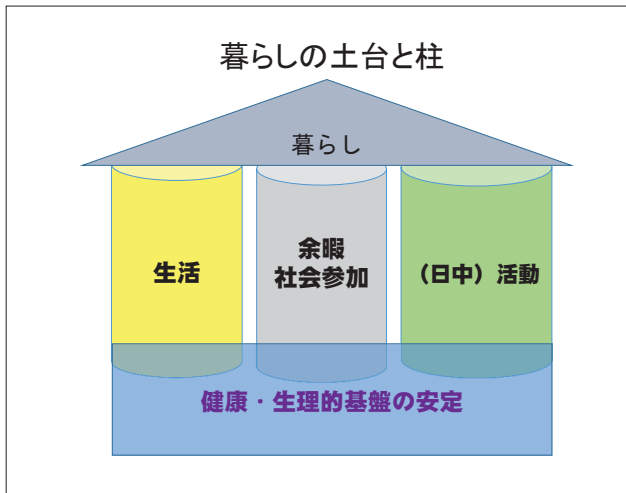 暮らしの土台と柱
暮らし
生活
余暇
社会参加
（日中）活動
健康・生理的基盤の安定